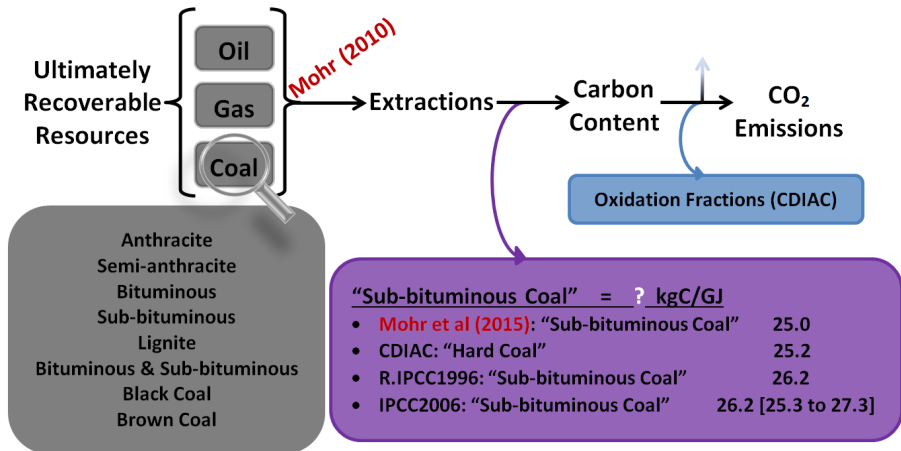 Ultimately
Recoverable
Resources
Oil
Gas
Coal
Mohr (2010)
Extractions
Carbon
Content
CO₂
Emissions
Oxidation Fractions (CDIAC)
Anthracite
Semi-anthracite
Bituminous
Sub-bituminous
Lignite
Bituminous & Sub-bituminous
Black Coal
Brown Coal
“Sub-bituminous Coal” = ? kgC/GJ
• Mohr et al (2015): “Sub-bituminous Coal” 25.0
• CDIAC: “Hard Coal” 25.2
• R.IPCC1996: “Sub-bituminous Coal” 26.2
• IPCC2006: “Sub-bituminous Coal” 26.2 [25.3 to 27.3]